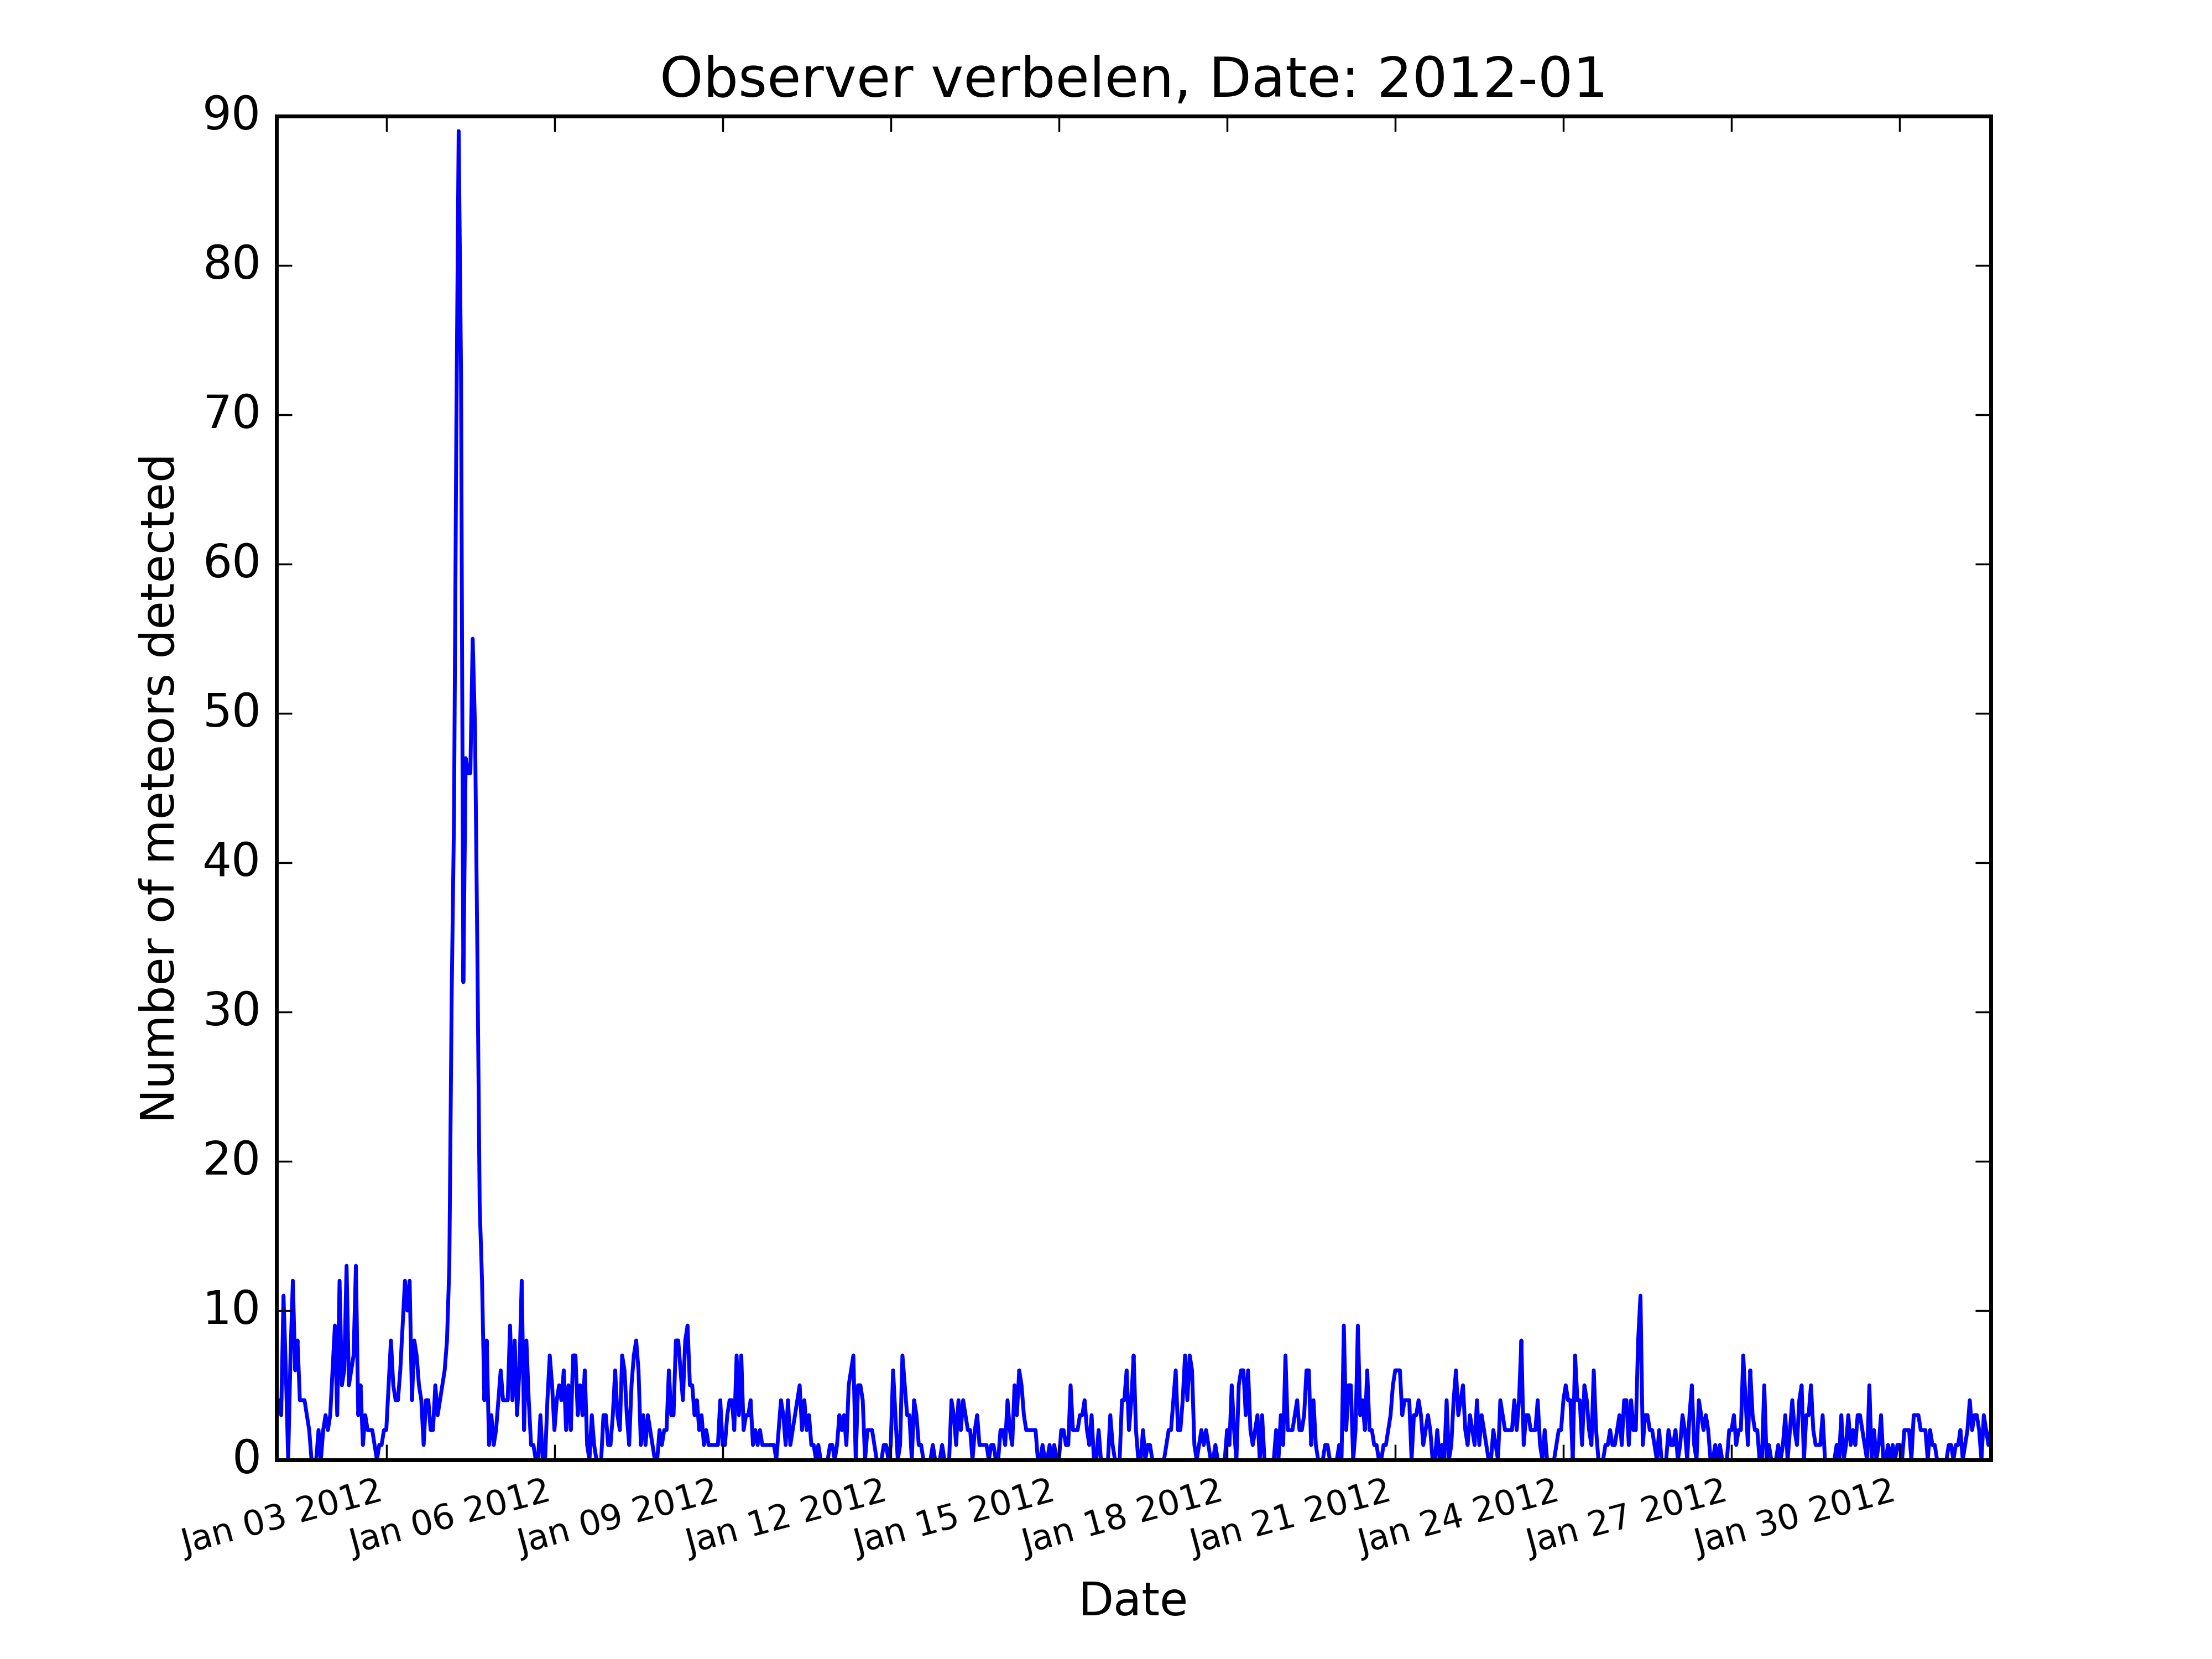 Observer verbelen, Date: 2012-01
Number of meteors detected
90
80
70
60
50
40
30
20
10
0
Jan 03 2012
Jan 06 2012
Jan 09 2012
Jan 12 2012
Jan 15 2012
Jan 18 2012
Jan 21 2012
Jan 24 2012
Jan 27 2012
Jan 30 2012
Date